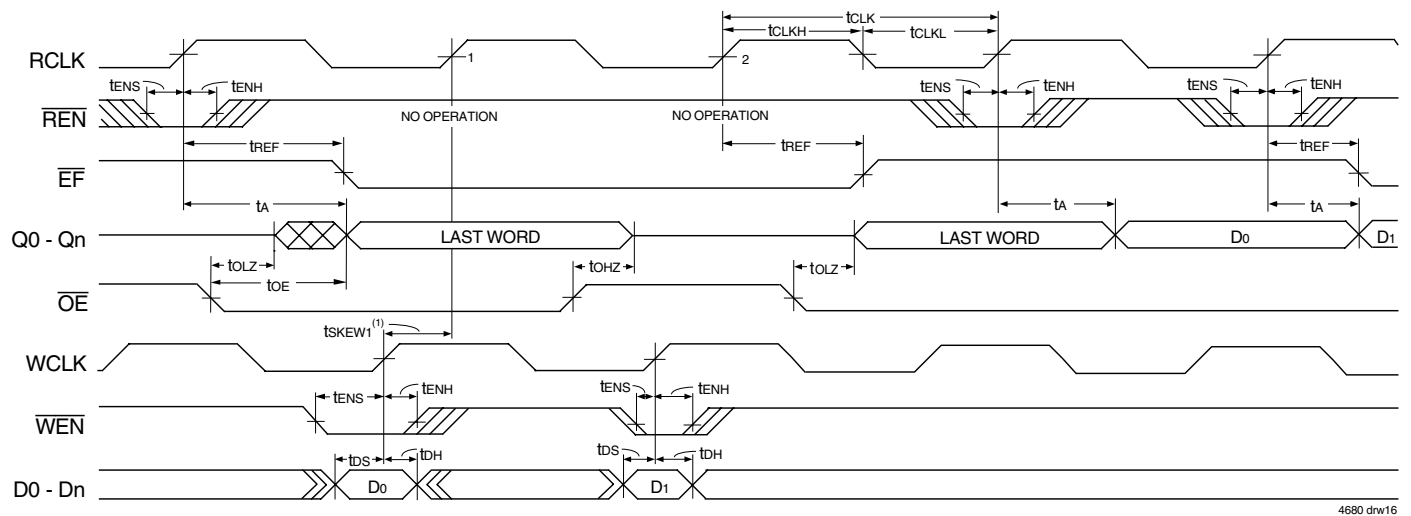 tCLK
tCLKH tCLKL
RCLK 1 2
tENS tENH tENS tENH tENS tENH
REN NO OPERATION NO OPERATION
tREF tREF tREF
EF
tA tA tA
Q0 - Qn LAST WORD LAST WORD D0 D1
tOLZ tOHZ tOLZ
tOE
OE
tSKEW1(1)
WCLK
tENS tENH tENS tENH
WEN
tDS tDH tDS tDH
D0 - Dn D0 D1
4680 drw16